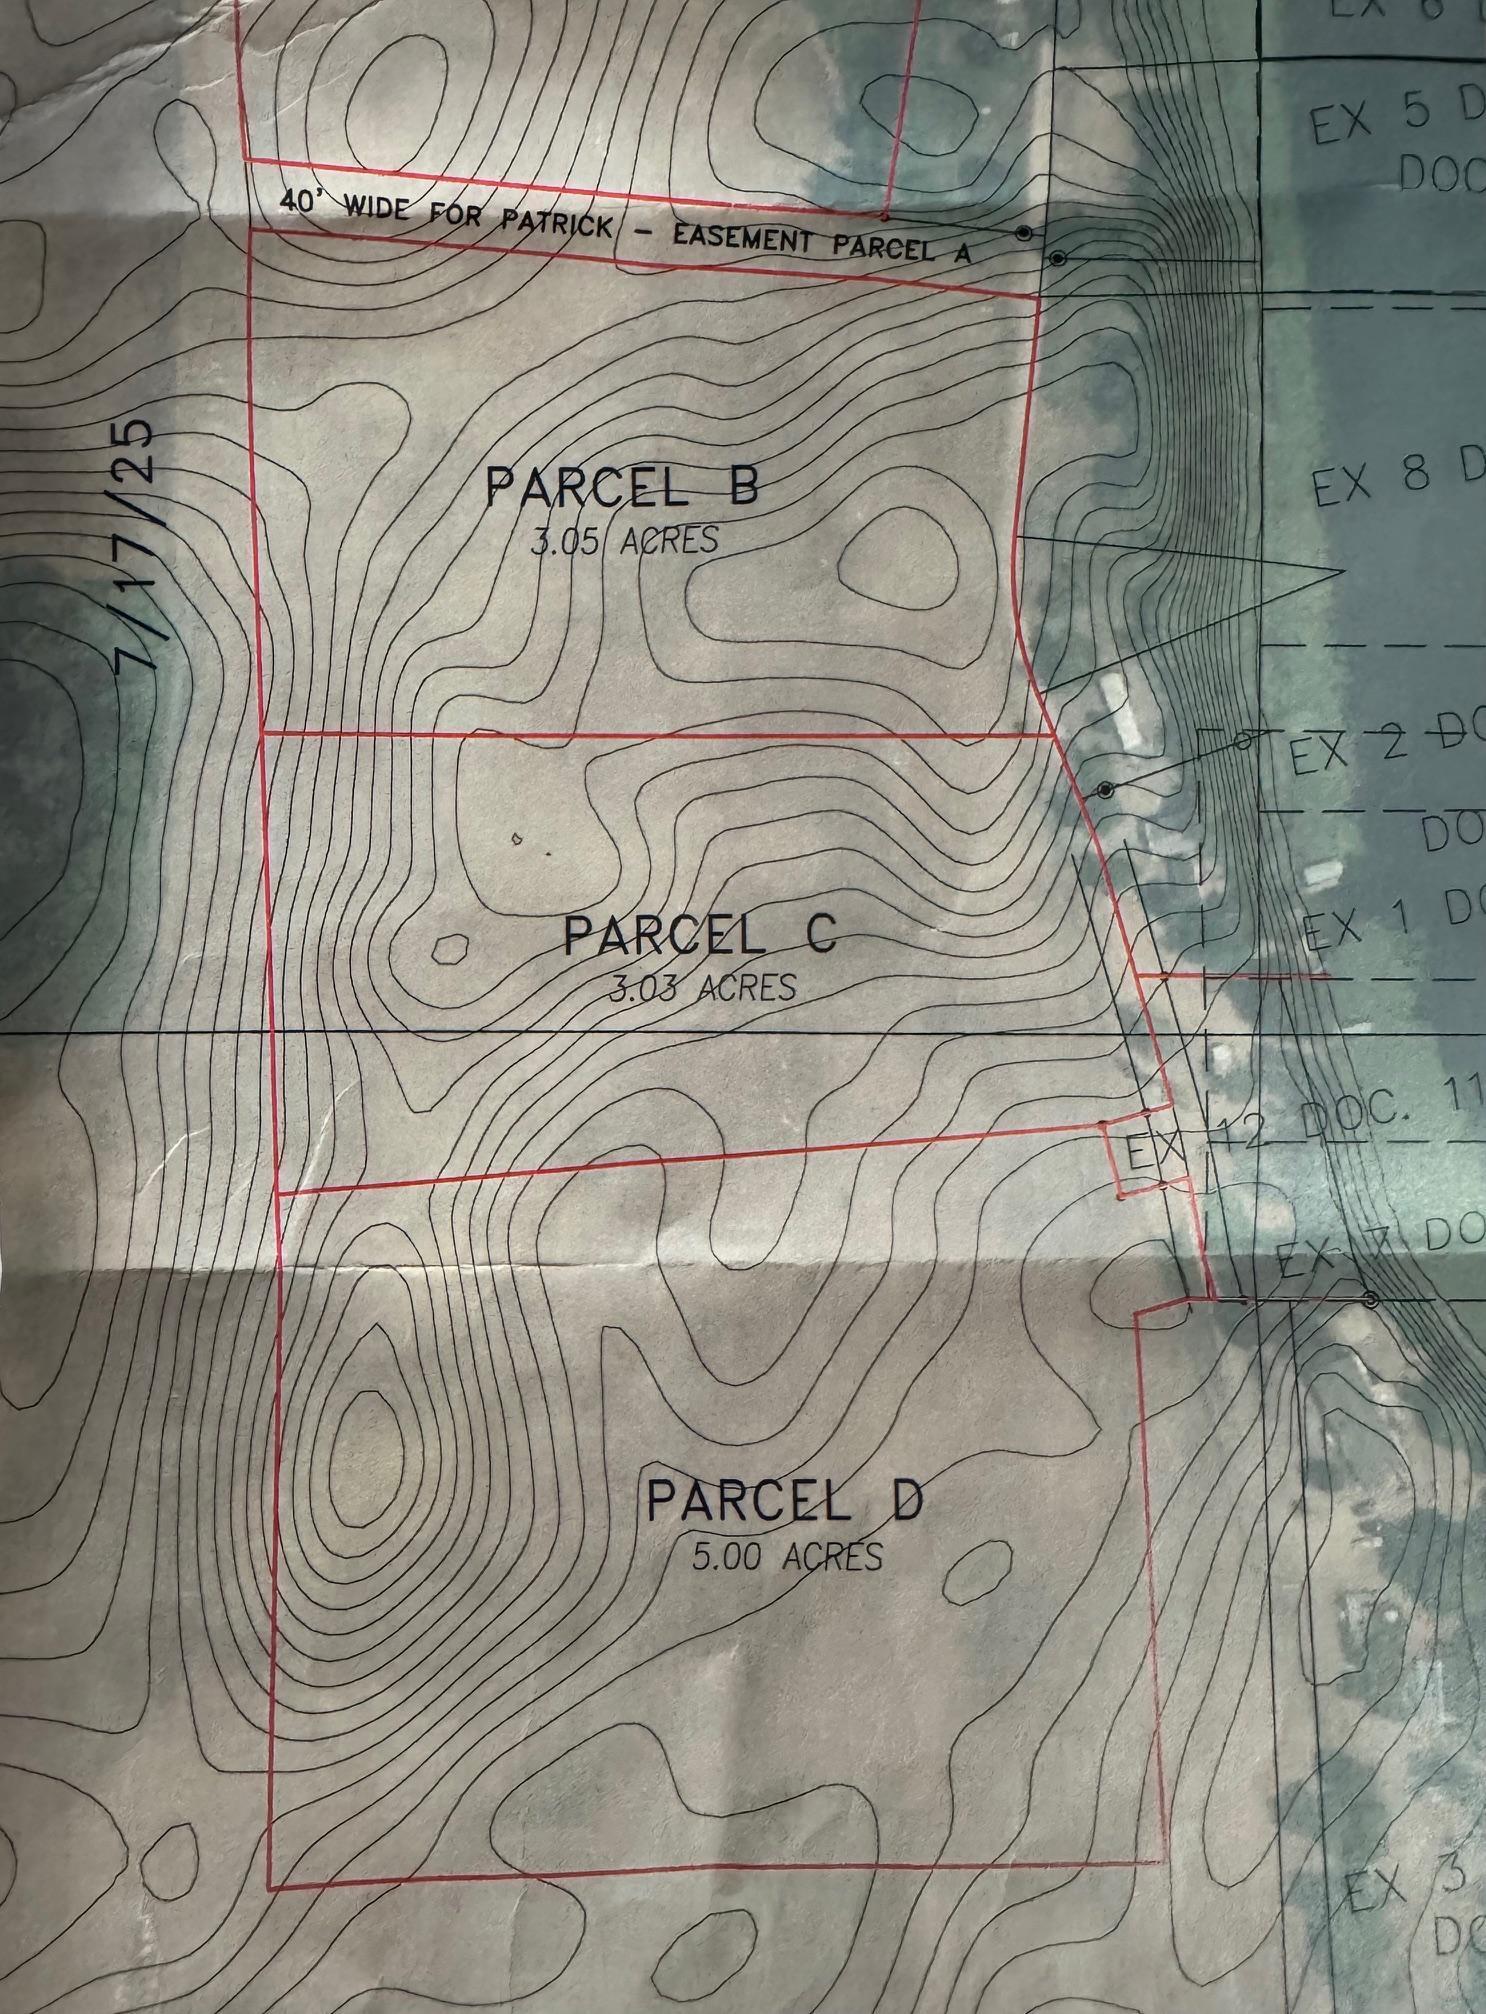 EX 5 D
DOC
40' WIDE FOR PATRICK - EASEMENT PARCEL A
7/17/25
PARCEL B
3.05 ACRES
EX 8 D
EX 2 DO
DO
PARCEL C
3.03 ACRES
EX 1 DO
EX 12 DOC. 11
EX 7 DO
PARCEL D
5.00 ACRES
EX 3
DO